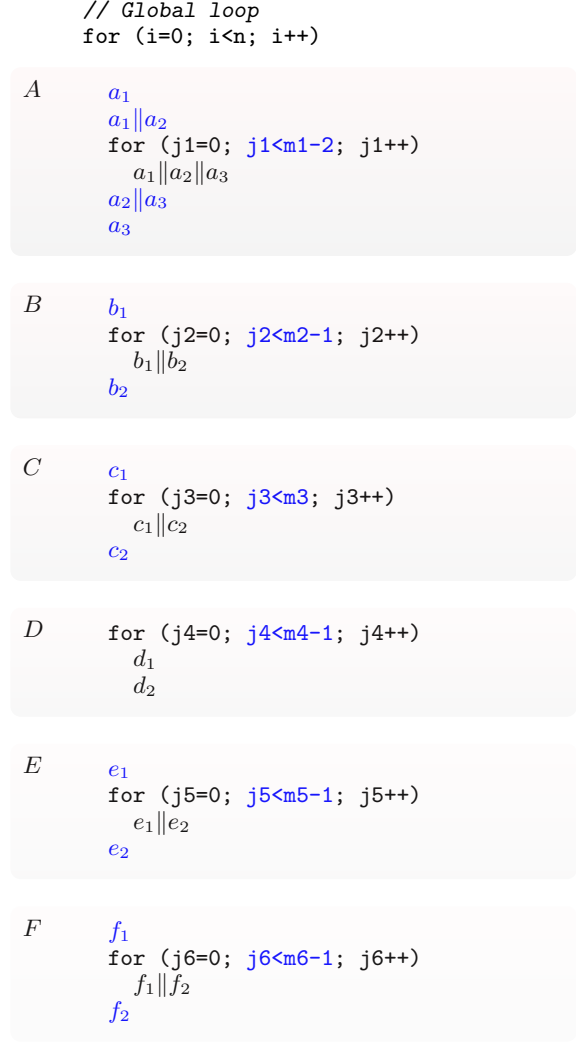 // Global loop
for (i=0; i<n; i++)
A a₁
a₁‖a₂
for (j1=0; j1<m1-2; j1++)
a₁‖a₂‖a₃
a₂‖a₃
a₃
B b₁
for (j2=0; j2<m2-1; j2++)
b₁‖b₂
b₂
C c₁
for (j3=0; j3<m3; j3++)
c₁‖c₂
c₂
D for (j4=0; j4<m4-1; j4++)
d₁
d₂
E e₁
for (j5=0; j5<m5-1; j5++)
e₁‖e₂
e₂
F f₁
for (j6=0; j6<m6-1; j6++)
f₁‖f₂
f₂